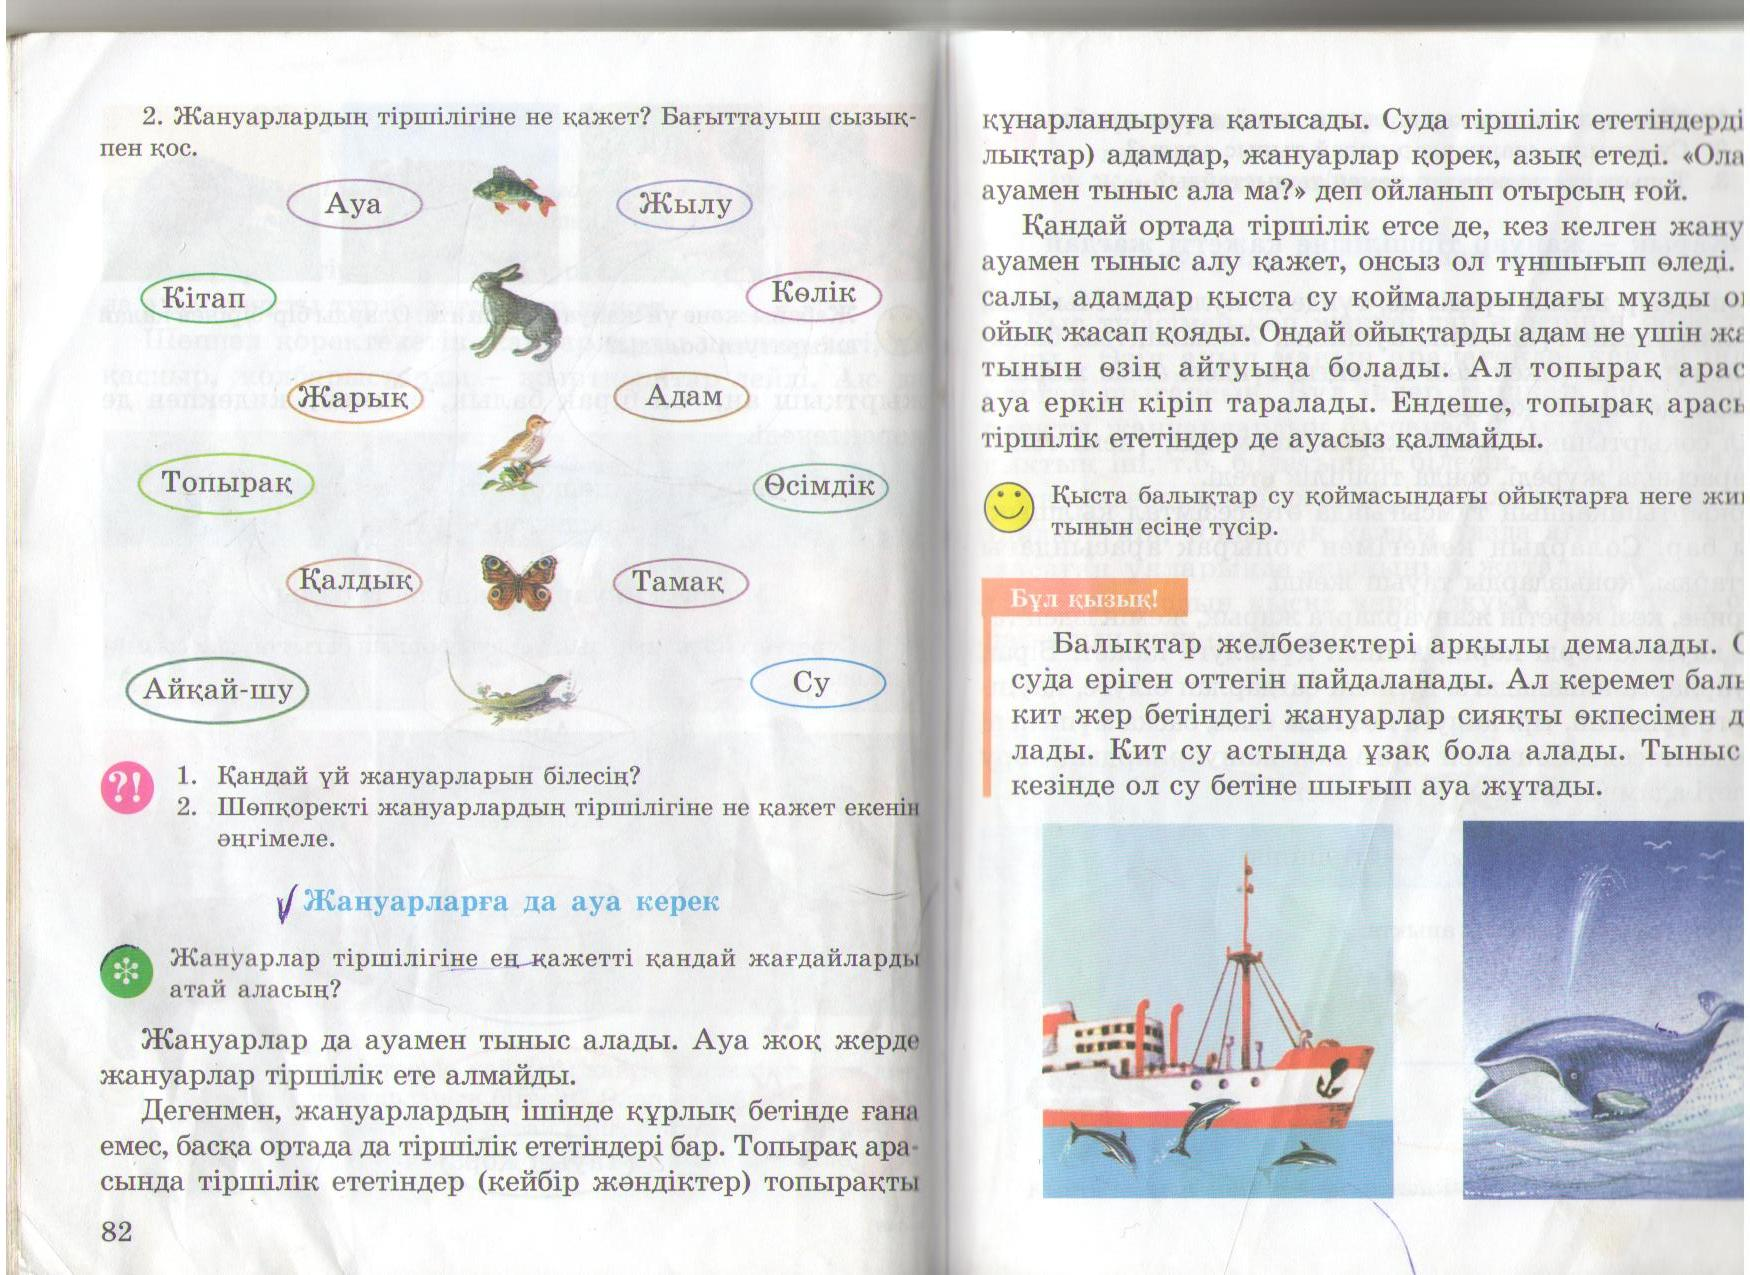 2. Жануарлардың тіршілігіне не қажет? Бағыттауыш сызық-
пен қос.
Ауа
Жылу
Кітап
Көлік
Жарық
Адам
Топырақ
Өсімдік
Қалдық
Тамақ
Айқай-шу
Су
?!
1. Қандай үй жануарларын білесің?
2. Шөпқоректі жануарлардың тіршілігіне не қажет екенін
әңгімеле.
Жануарларға да ауа керек
Жануарлар тіршілігіне ең қажетті қандай жағдайларды
атай аласың?
Жануарлар да ауамен тыныс алады. Ауа жоқ жерде
жануарлар тіршілік ете алмайды.
Дегенмен, жануарлардың ішінде құрлық бетінде ғана
емес, басқа ортада да тіршілік ететіндері бар. Топырақ ара-
сында тіршілік ететіндер (кейбір жәндіктер) топырақты
82
құнарландыруға қатысады. Суда тіршілік ететіндерді
лықтар) адамдар, жануарлар қорек, азық етеді.
ауамен тыныс ала ма?» деп ойланып отырсың ғой.
Қандай ортада тіршілік етсе де, кез келген
ауамен тыныс алу қажет, онсыз ол тұншығып өледі.
салы, адамдар қыста су қоймаларындағы мұзды
ойық жасап қояды. Ондай ойықтарды адам не үшін
тынын өзің айтуыңа болады. Ал топырақ
ауа еркін кіріп таралады. Ендеше, топырақ
тіршілік ететіндер де ауасыз қалмайды.
Қыста балықтар су қоймасындағы ойықтарға неге
тынын есіңе түсір.
Бұл қызық!
Балықтар желбезектері арқылы демалады.
суда еріген оттегін пайдаланады. Ал керемет
кит жер бетіндегі жануарлар сияқты өкпесімен
лады. Кит су астында ұзақ бола алады. Тыныс
кезінде ол су бетіне шығып ауа жұтады.